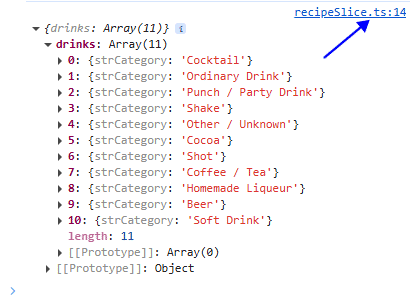 recipeSlice.ts:14
{drinks: Array(11)} i
drinks: Array(11)
0: {strCategory: 'Cocktail'}
1: {strCategory: 'Ordinary Drink'}
2: {strCategory: 'Punch / Party Drink'}
3: {strCategory: 'Shake'}
4: {strCategory: 'Other / Unknown'}
5: {strCategory: 'Cocoa'}
6: {strCategory: 'Shot'}
7: {strCategory: 'Coffee / Tea'}
8: {strCategory: 'Homemade Liqueur'}
9: {strCategory: 'Beer'}
10: {strCategory: 'Soft Drink'}
length: 11
[[Prototype]]: Array(0)
[[Prototype]]: Object